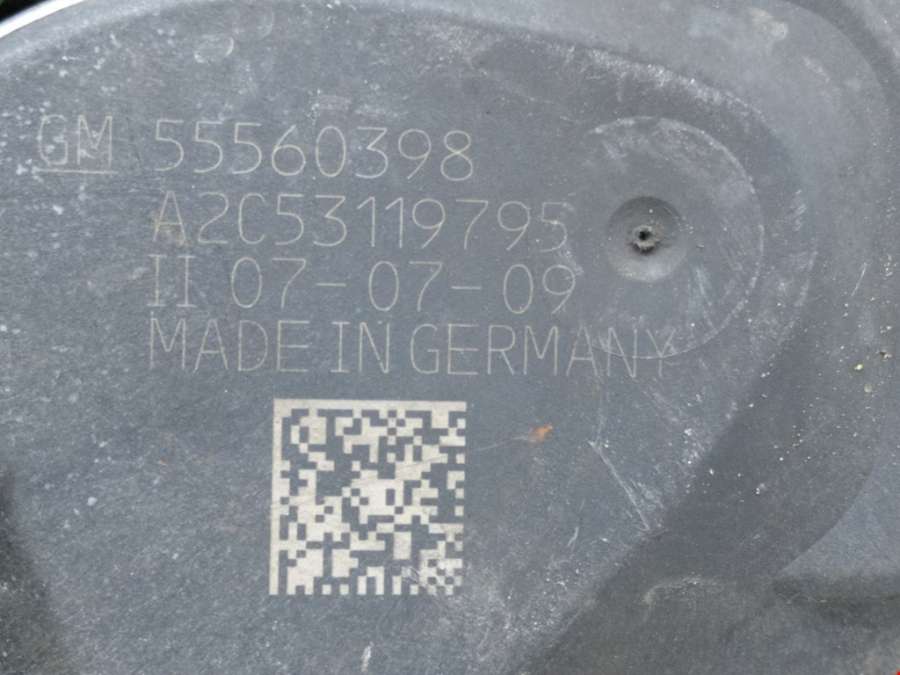 GM 55560398
A2C53119795
II 07-07-09
MADE IN GERMANY